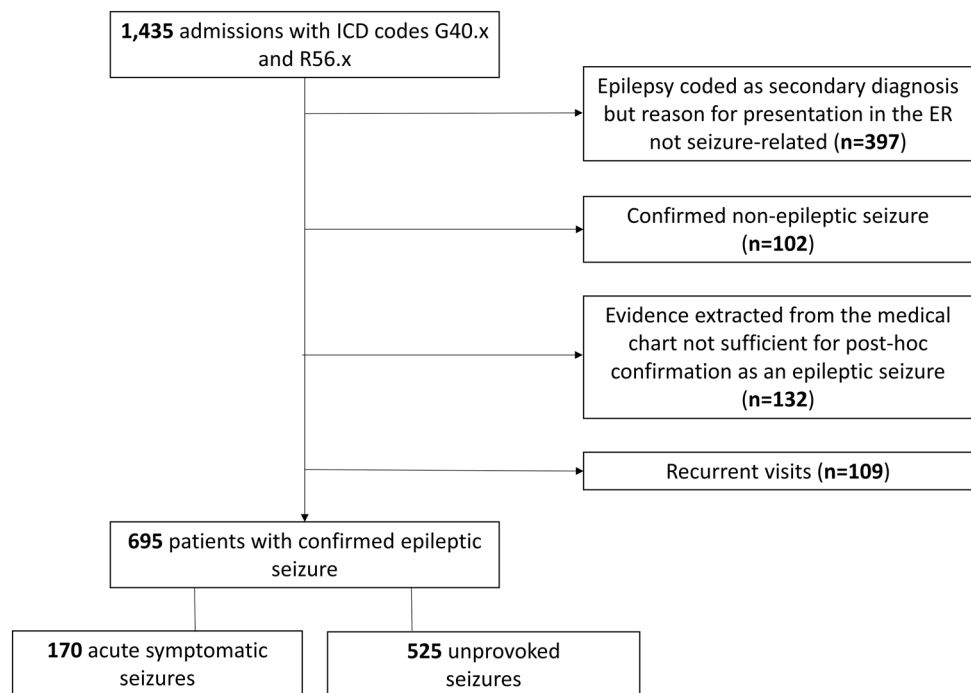 1,435 admissions with ICD codes G40.x
and R56.x
Epilepsy coded as secondary diagnosis
but reason for presentation in the ER
not seizure-related (n=397)
Confirmed non-epileptic seizure
(n=102)
Evidence extracted from the medical
chart not sufficient for post-hoc
confirmation as an epileptic seizure
(n=132)
Recurrent visits (n=109)
695 patients with confirmed epileptic
seizure
170 acute symptomatic
seizures
525 unprovoked
seizures